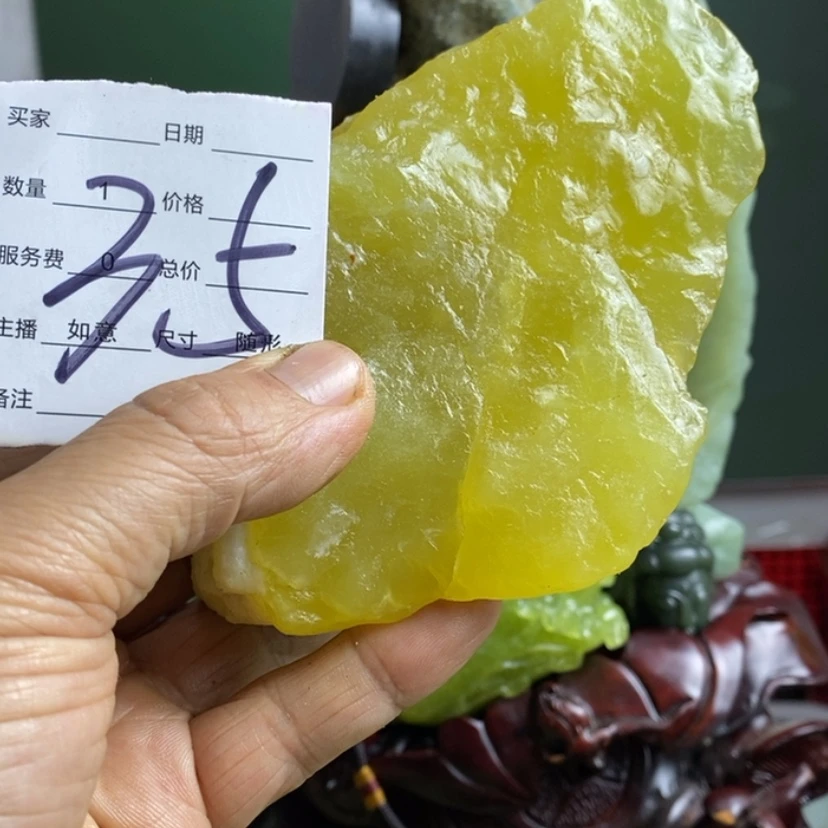 买家 日期
数量 1 价格
服务费 0 总价
主播 如意 尺寸 随形
备注